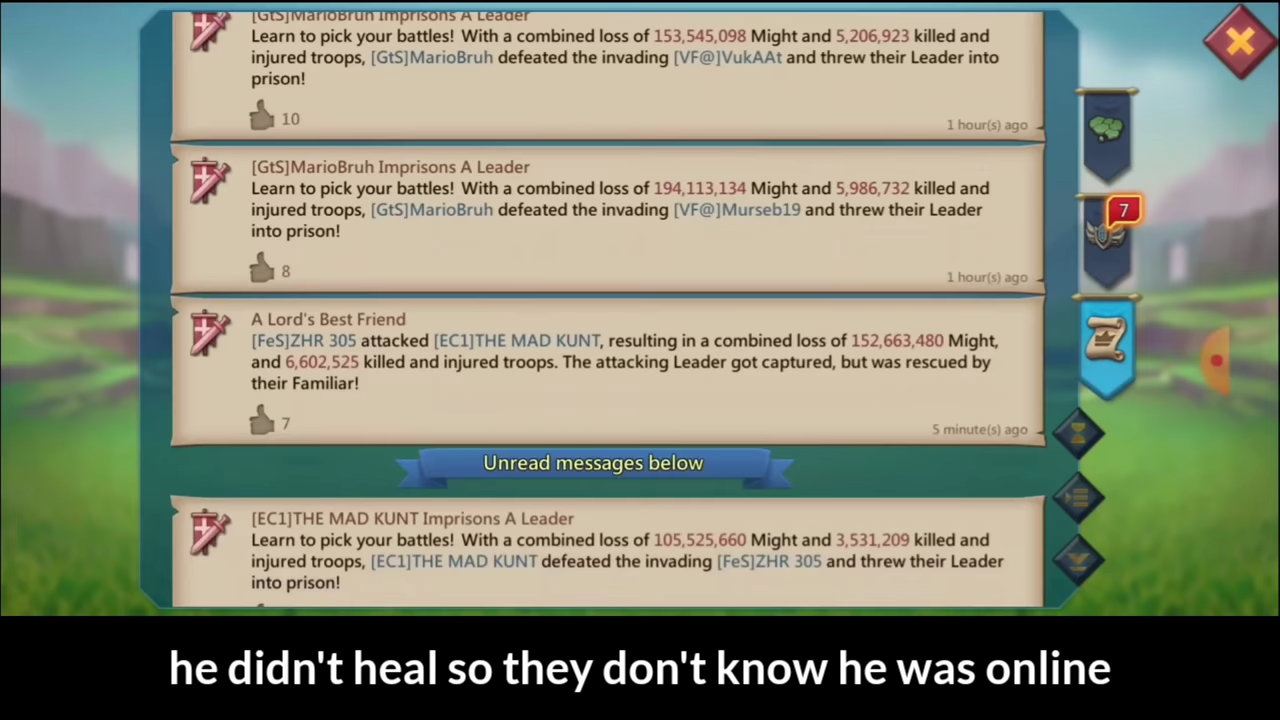 [GtS]MarioBruh Imprisons A Leader
Learn to pick your battles! With a combined loss of 153,545,098 Might and 5,206,923 killed and
injured troops, [GtS]MarioBruh defeated the invading [VF@]VukAAt and threw their Leader into
prison!
10
1 hour(s) ago
[GtS]MarioBruh Imprisons A Leader
Learn to pick your battles! With a combined loss of 194,113,134 Might and 5,986,732 killed and
injured troops, [GtS]MarioBruh defeated the invading [VF@]Murseb19 and threw their Leader
into prison!
8
1 hour(s) ago
7
A Lord's Best Friend
[FeS]ZHR 305 attacked [EC1]THE MAD KUNT, resulting in a combined loss of 152,663,480 Might,
and 6,602,525 killed and injured troops. The attacking Leader got captured, but was rescued by
their Familiar!
7
5 minute(s) ago
Unread messages below
[EC1]THE MAD KUNT Imprisons A Leader
Learn to pick your battles! With a combined loss of 105,525,660 Might and 3,531,209 killed and
injured troops, [EC1]THE MAD KUNT defeated the invading [FeS]ZHR 305 and threw their Leader
into prison!
he didn't heal so they don't know he was online